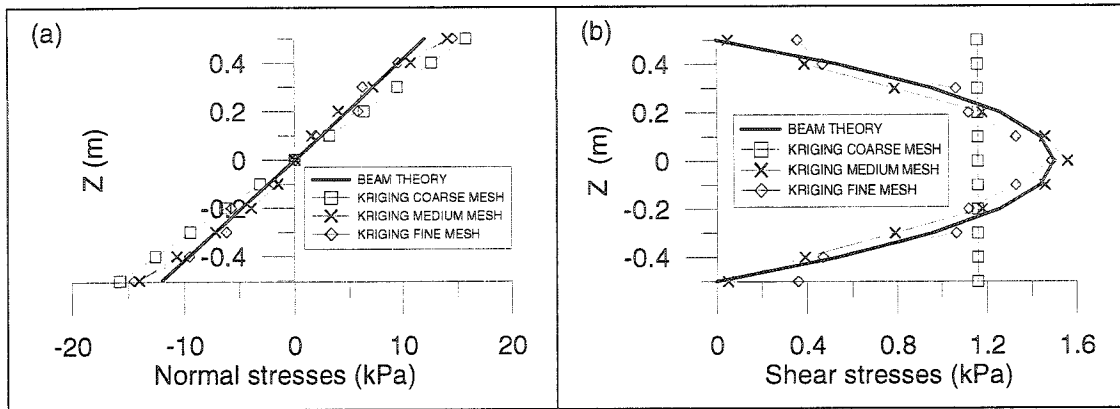 (a)
0.4
0.2
0
-0.2
-0.4
Z (m)
BEAM THEORY
KRIGING COARSE MESH
KRIGING MEDIUM MESH
KRIGING FINE MESH
-20
-10
0
10
20
Normal stresses (kPa)
(b)
0.4
0.2
0
-0.2
-0.4
Z (m)
BEAM THEORY
KRIGING COARSE MESH
KRIGING MEDIUM MESH
KRIGING FINE MESH
0
0.4
0.8
1.2
1.6
Shear stresses (kPa)